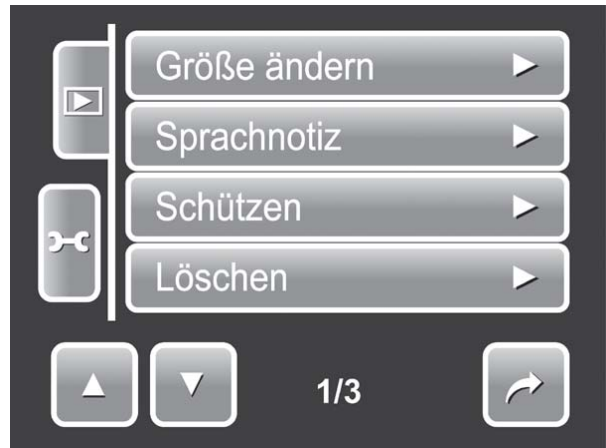 Größe ändern
Sprachnotiz
Schützen
Löschen
1/3